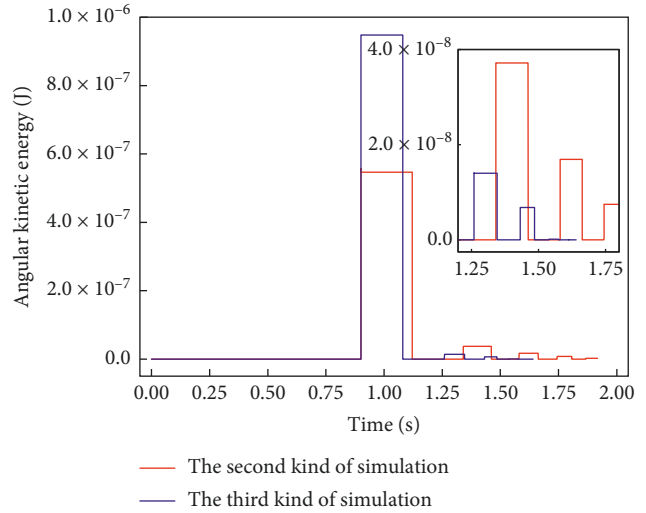 1.0 × 10⁻⁶
8.0 × 10⁻⁷
6.0 × 10⁻⁷
4.0 × 10⁻⁷
2.0 × 10⁻⁷
0.0
Angular kinetic energy (J)
4.0 × 10⁻⁸
2.0 × 10⁻⁸
0.0
1.25 1.50 1.75
0.00 0.25 0.50 0.75 1.00 1.25 1.50 1.75 2.00
Time (s)
The second kind of simulation
The third kind of simulation